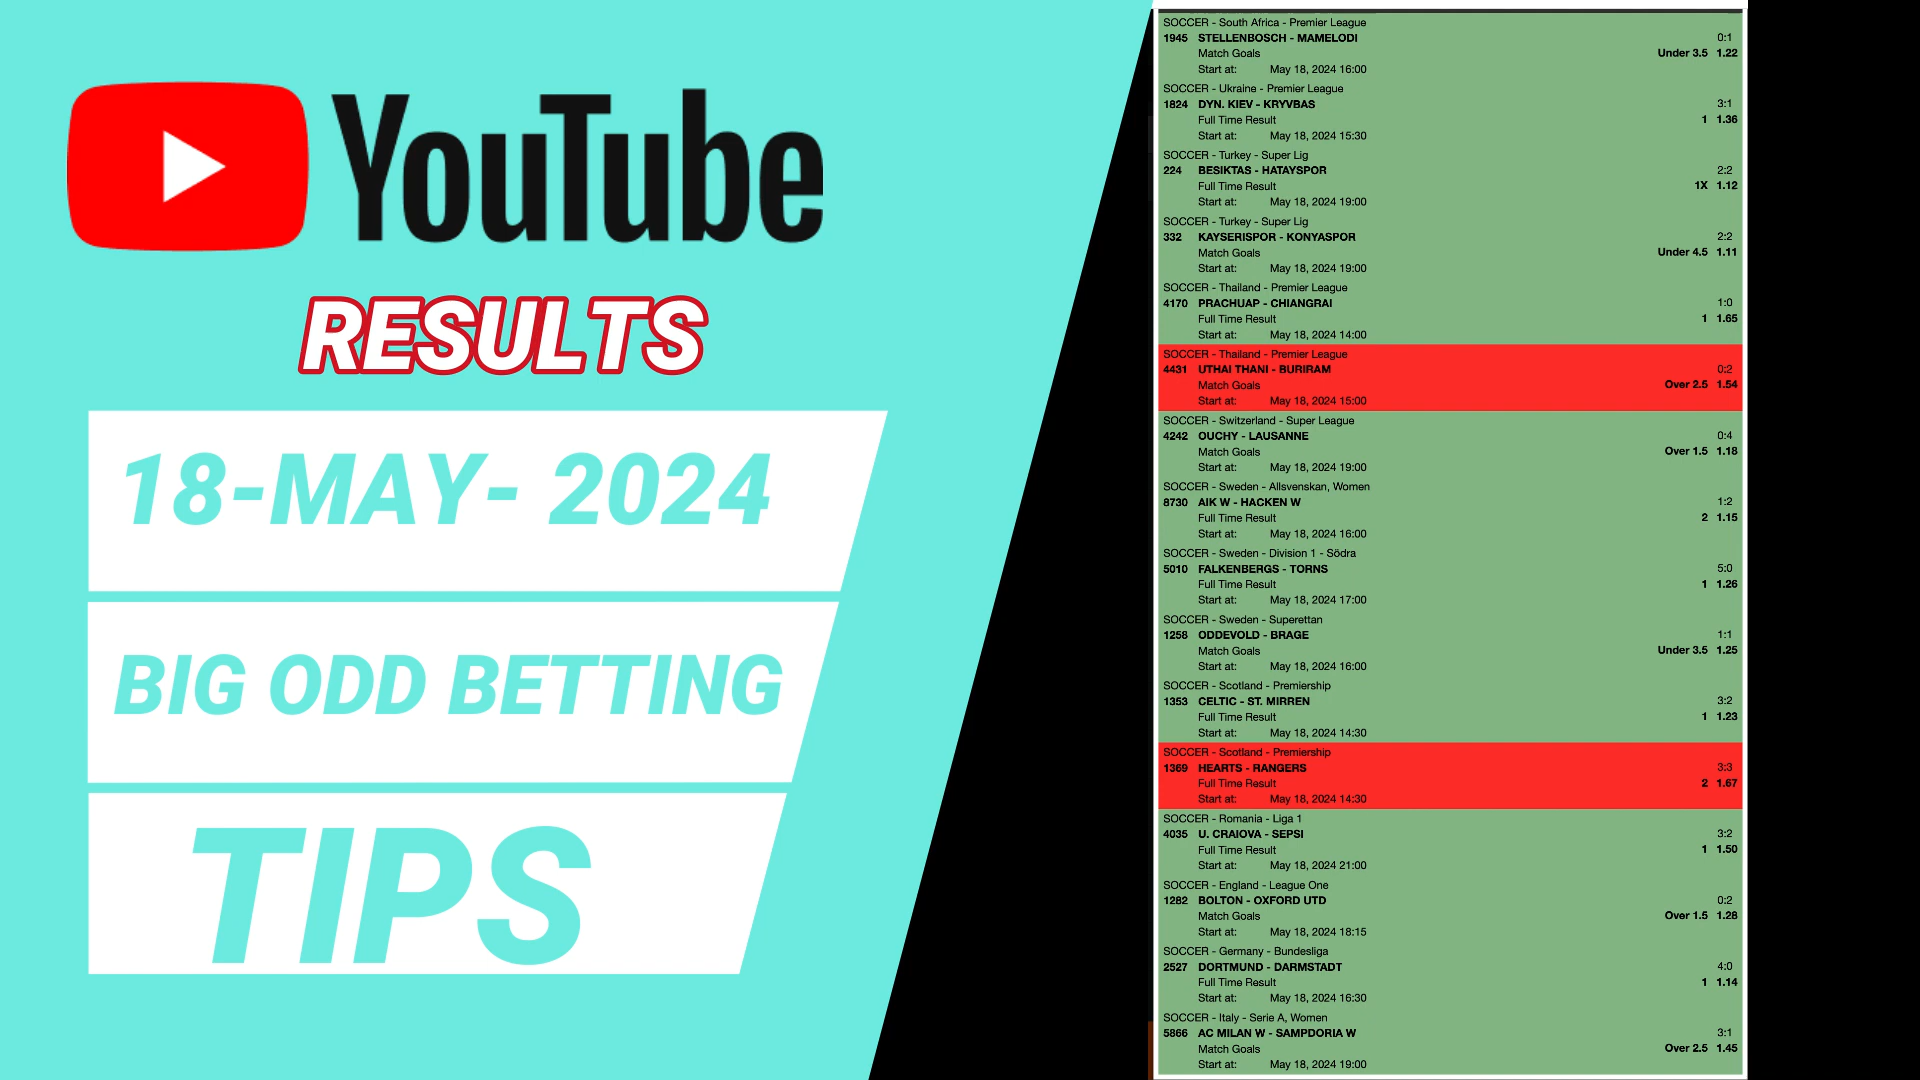 YouTube
RESULTS
18-MAY- 2024
BIG ODD BETTING
TIPS
SOCCER - South Africa - Premier League
1945 STELLENBOSCH - MAMELODI 0:1
Match Goals Under 3.5 1.22
Start at: May 18, 2024 16:00
SOCCER - Ukraine - Premier League
1824 DYN. KIEV - KRYVBAS 3:1
Full Time Result 1 1.36
Start at: May 18, 2024 15:30
SOCCER - Turkey - Super Lig
224 BESIKTAS - HATAYSPOR 2:2
Full Time Result 1X 1.12
Start at: May 18, 2024 19:00
SOCCER - Turkey - Super Lig
332 KAYSERISPOR - KONYASPOR 2:2
Match Goals Under 4.5 1.11
Start at: May 18, 2024 19:00
SOCCER - Thailand - Premier League
4170 PRACHUAP - CHIANGRAI 1:0
Full Time Result 1 1.65
Start at: May 18, 2024 14:00
SOCCER - Thailand - Premier League
4431 UTHAI THANI - BURIRAM 0:2
Match Goals Over 2.5 1.54
Start at: May 18, 2024 15:00
SOCCER - Switzerland - Super League
4242 OUCHY - LAUSANNE 0:4
Match Goals Over 1.5 1.18
Start at: May 18, 2024 19:00
SOCCER - Sweden - Allsvenskan, Women
8730 AIK W - HACKEN W 1:2
Full Time Result 2 1.15
Start at: May 18, 2024 16:00
SOCCER - Sweden - Division 1 - Södra
5010 FALKENBERGS - TORNS 5:0
Full Time Result 1 1.26
Start at: May 18, 2024 17:00
SOCCER - Sweden - Superettan
1258 ODDEVOLD - BRAGE 1:1
Match Goals Under 3.5 1.25
Start at: May 18, 2024 16:00
SOCCER - Scotland - Premiership
1353 CELTIC - ST. MIRREN 3:2
Full Time Result 1 1.23
Start at: May 18, 2024 14:30
SOCCER - Scotland - Premiership
1369 HEARTS - RANGERS 3:3
Full Time Result 2 1.67
Start at: May 18, 2024 14:30
SOCCER - Romania - Liga 1
4035 U. CRAIOVA - SEPSI 3:2
Full Time Result 1 1.50
Start at: May 18, 2024 21:00
SOCCER - England - League One
1282 BOLTON - OXFORD UTD 0:2
Match Goals Over 1.5 1.28
Start at: May 18, 2024 18:15
SOCCER - Germany - Bundesliga
2527 DORTMUND - DARMSTADT 4:0
Full Time Result 1 1.14
Start at: May 18, 2024 16:30
SOCCER - Italy - Serie A, Women
5866 AC MILAN W - SAMPDORIA W 3:1
Match Goals Over 2.5 1.45
Start at: May 18, 2024 19:00